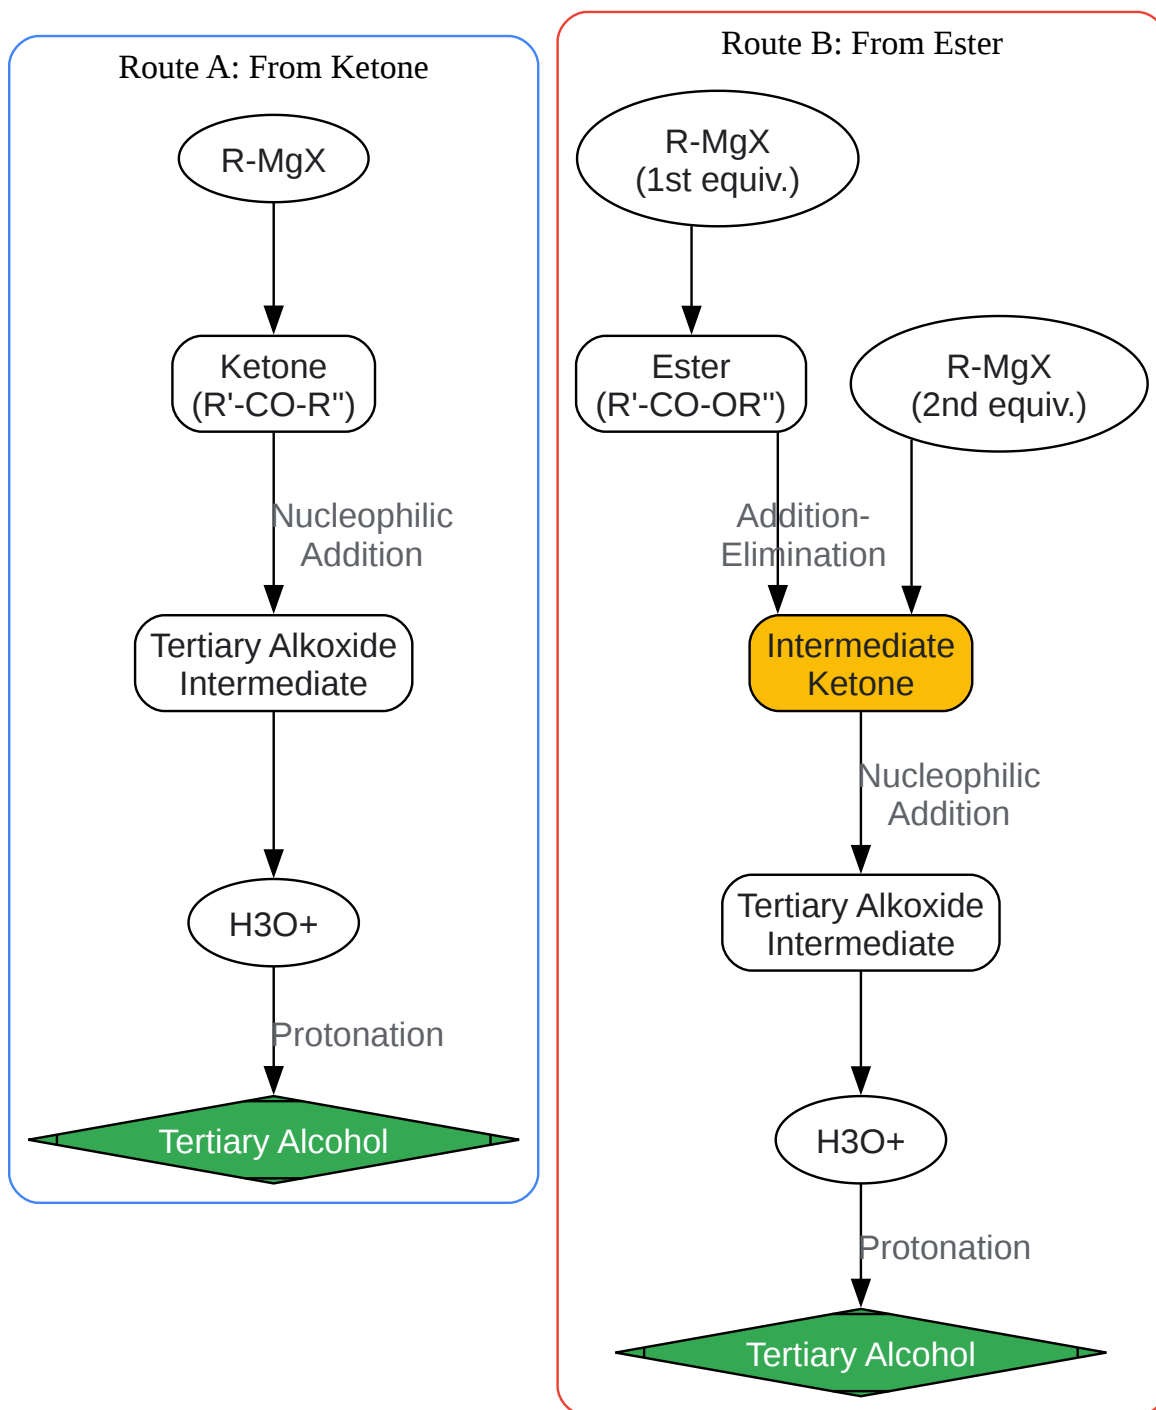 Route A: From Ketone
R-MgX
Ketone
(R'-CO-R")
Nucleophilic
Addition
Tertiary Alkoxide
Intermediate
H3O+
Protonation
Tertiary Alcohol
Route B: From Ester
R-MgX
(1st equiv.)
Ester
(R'-CO-OR")
R-MgX
(2nd equiv.)
Addition-
Elimination
Intermediate
Ketone
Nucleophilic
Addition
Tertiary Alkoxide
Intermediate
H3O+
Protonation
Tertiary Alcohol